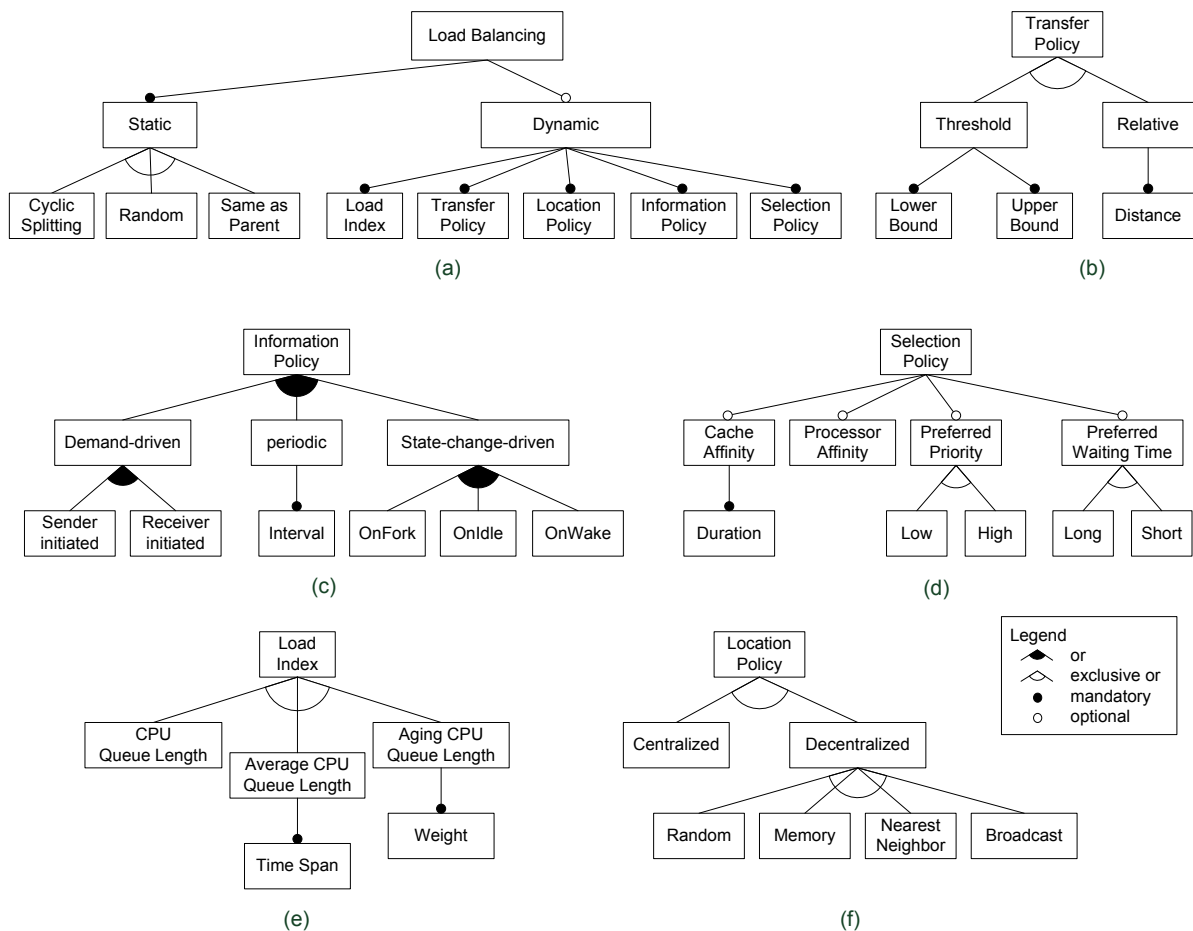 Load Balancing
Static
Dynamic
Cyclic
Splitting
Random
Same as
Parent
Load
Index
Transfer
Policy
Location
Policy
Information
Policy
Selection
Policy
(a)
Transfer
Policy
Threshold
Relative
Lower
Bound
Upper
Bound
Distance
(b)
Information
Policy
Demand-driven
periodic
State-change-driven
Sender
initiated
Receiver
initiated
Interval
OnFork
OnIdle
OnWake
(c)
Selection
Policy
Cache
Affinity
Processor
Affinity
Preferred
Priority
Preferred
Waiting Time
Duration
Low
High
Long
Short
(d)
Load
Index
CPU
Queue Length
Average CPU
Queue Length
Aging CPU
Queue Length
Time Span
Weight
(e)
Location
Policy
Centralized
Decentralized
Random
Memory
Nearest
Neighbor
Broadcast
(f)
Legend
or
exclusive or
mandatory
optional